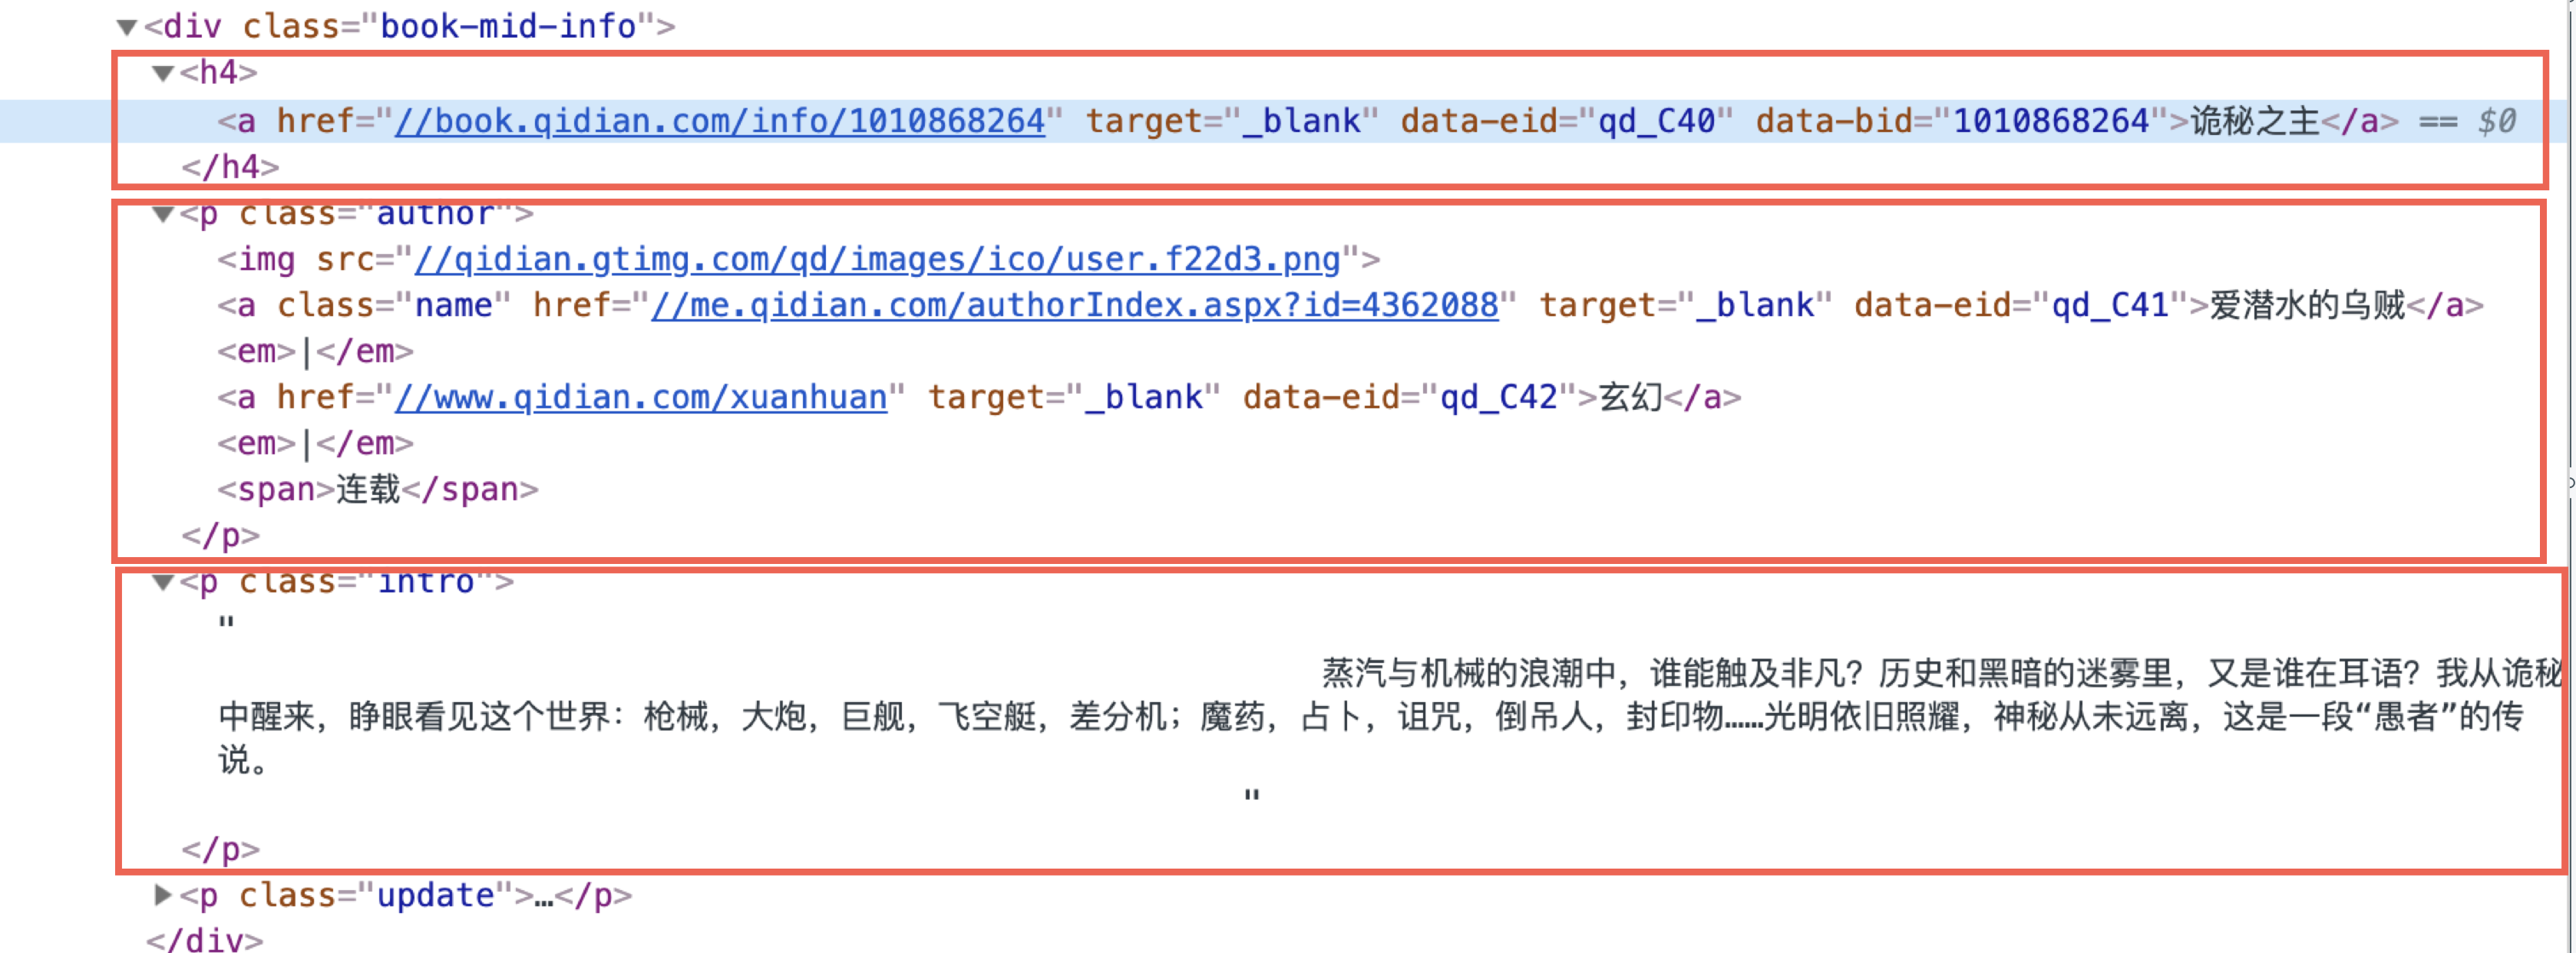 ▼<div class="book-mid-info">
▼<h4>
<a href="//book.qidian.com/info/1010868264" target="_blank" data-eid="qd_C40" data-bid="1010868264">诡秘之主</a> == $0
</h4>
▼<p class="author">
<img src="//qidian.gtimg.com/qd/images/ico/user.f22d3.png">
<a class="name" href="//me.qidian.com/authorIndex.aspx?id=4362088" target="_blank" data-eid="qd_C41">爱潜水的乌贼</a>
<em>|</em>
<a href="//www.qidian.com/xuanhuan" target="_blank" data-eid="qd_C42">玄幻</a>
<em>|</em>
<span>连载</span>
</p>
▼<p class="intro">
"
蒸汽与机械的浪潮中，谁能触及非凡？历史和黑暗的迷雾里，又是谁在耳语？我从诡秘
中醒来，睁眼看见这个世界：枪械，大炮，巨舰，飞空艇，差分机；魔药，占卜，诅咒，倒吊人，封印物……光明依旧照耀，神秘从未远离，这是一段“愚者”的传
说。
"
</p>
▶<p class="update">…</p>
</div>